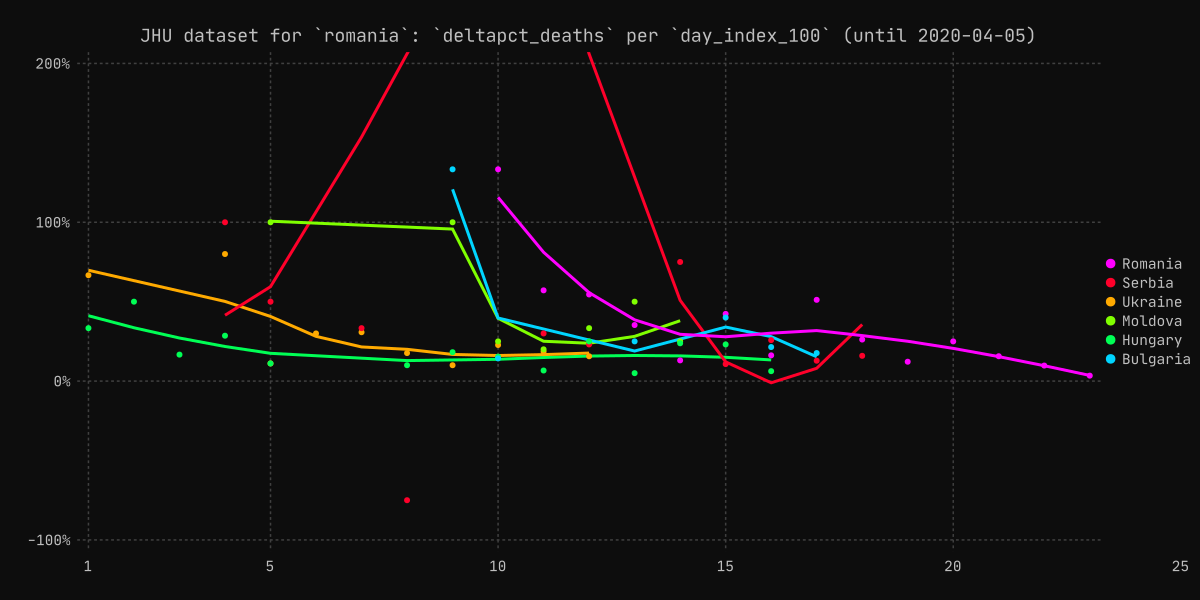 JHU dataset for `romania`: `deltapct_deaths` per `day_index_100` (until 2020-04-05)
200%
100%
0%
-100%
1 5 10 15 20 25
Romania
Serbia
Ukraine
Moldova
Hungary
Bulgaria